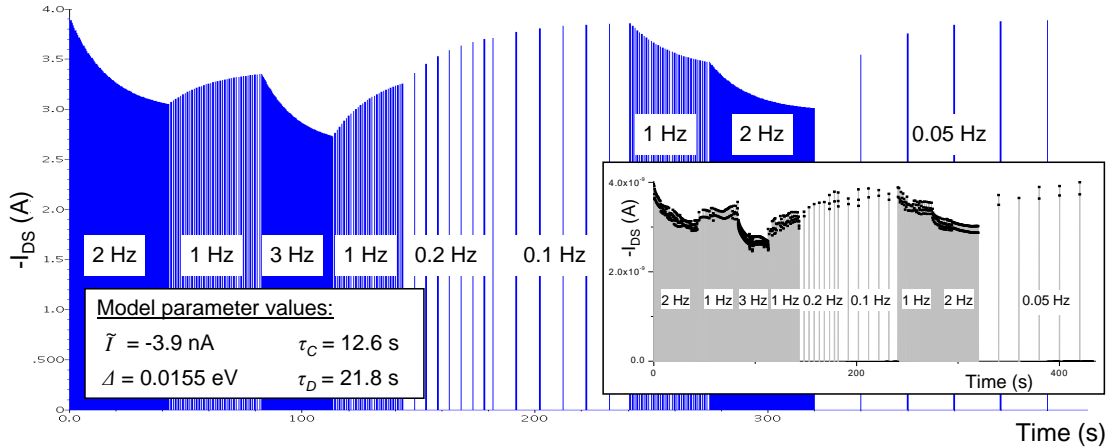 4.0
3.5
3.0
2.5
2.0
1.5
1.0
.500
0
-I_DS (A)
2 Hz
1 Hz
3 Hz
1 Hz
0.2 Hz
0.1 Hz
1 Hz
2 Hz
0.05 Hz
Model parameter values:
Ĩ = -3.9 nA τ_C = 12.6 s
Δ = 0.0155 eV τ_D = 21.8 s
0.0 100 200 300
Time (s)
4.0x10⁻⁹
2.0x10⁻⁹
0.0
-I_DS (A)
2 Hz 1 Hz 3 Hz 1 Hz 0.2 Hz 0.1 Hz 1 Hz 2 Hz 0.05 Hz
0 200 400
Time (s)